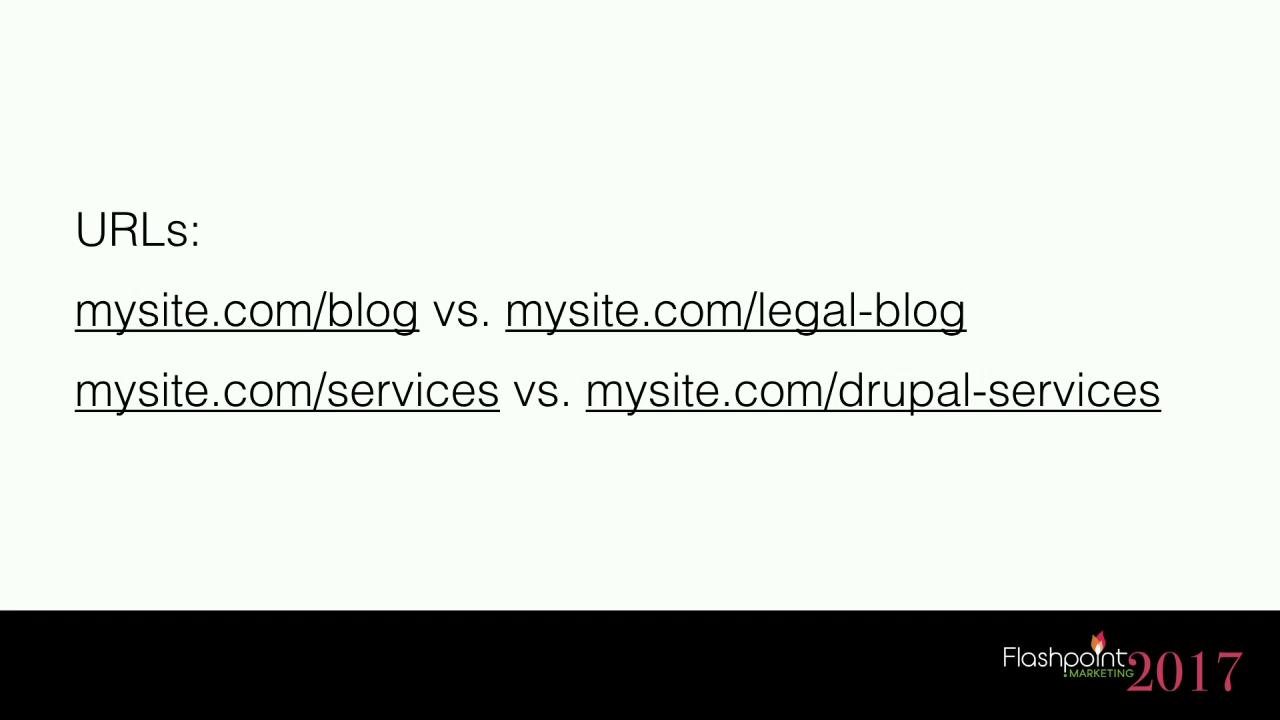 URLs:
mysite.com/blog vs. mysite.com/legal-blog
mysite.com/services vs. mysite.com/drupal-services
Flashpoint
MARKETING
2017